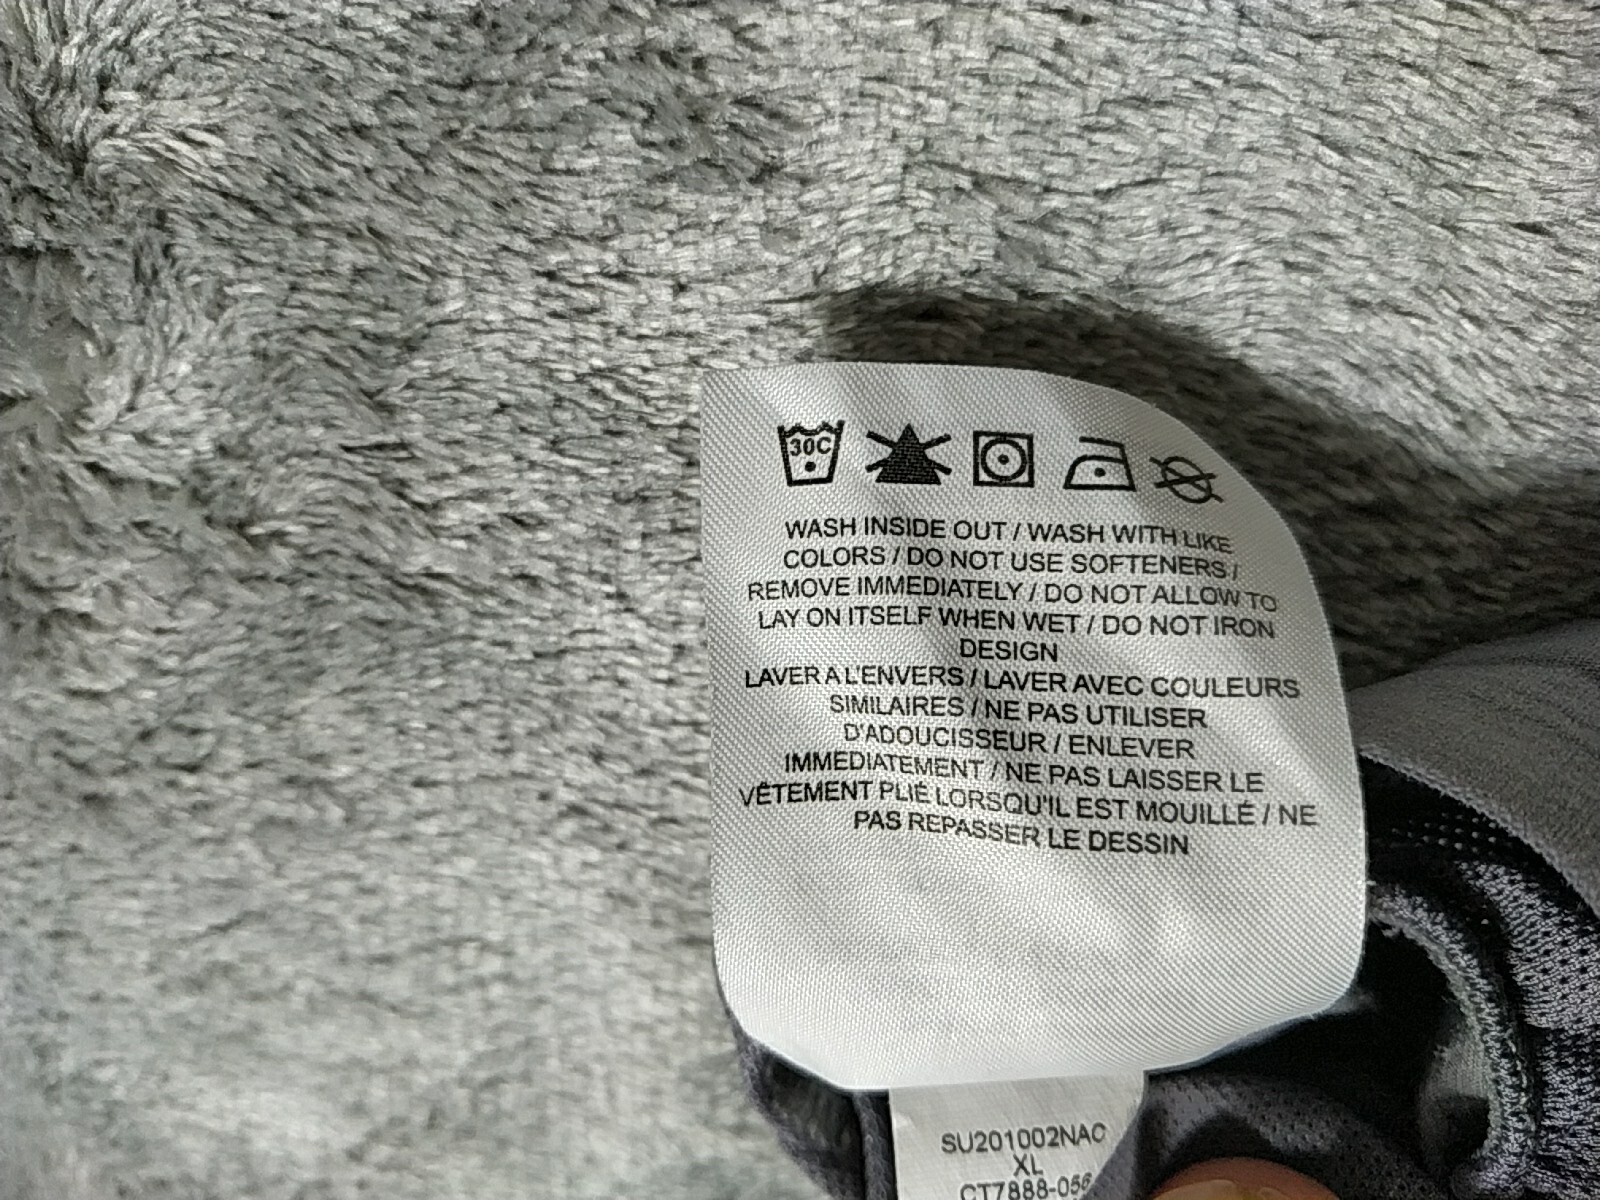 30C
WASH INSIDE OUT / WASH WITH LIKE
COLORS / DO NOT USE SOFTENERS /
REMOVE IMMEDIATELY / DO NOT ALLOW TO
LAY ON ITSELF WHEN WET / DO NOT IRON
DESIGN
LAVER A L'ENVERS / LAVER AVEC COULEURS
SIMILAIRES / NE PAS UTILISER
D'ADOUCISSEUR / ENLEVER
IMMEDIATEMENT / NE PAS LAISSER LE
VÊTEMENT PLIÉ LORSQU'IL EST MOUILLÉ / NE
PAS REPASSER LE DESSIN
SU201002NAC
XL
CT7888-056